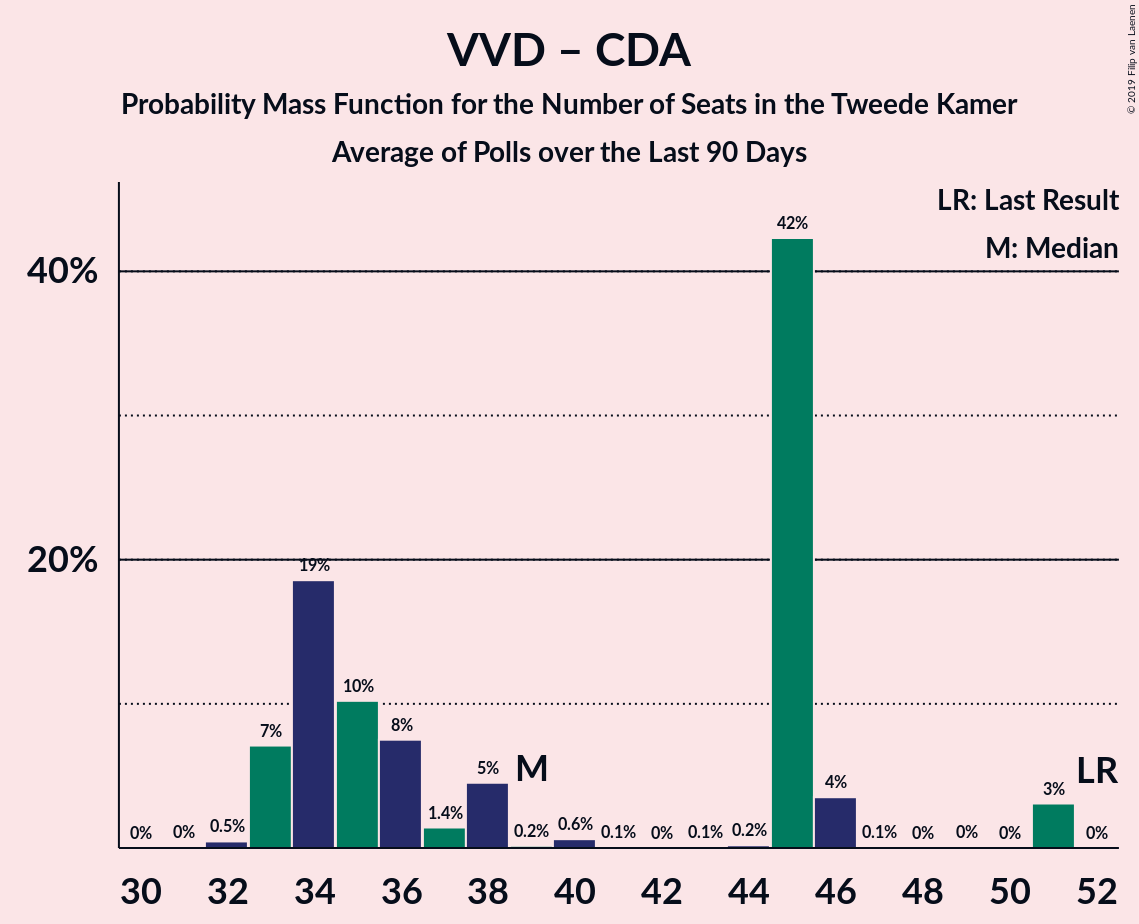 VVD – CDA
Probability Mass Function for the Number of Seats in the Tweede Kamer
Average of Polls over the Last 90 Days
© 2019 Filip van Laenen
LR: Last Result
M: Median
40%
20%
0% 0% 0.5% 7% 19% 10% 8% 1.4% 5% 0.2% 0.6% 0.1% 0% 0.1% 0.2% 42% 4% 0.1% 0% 0% 0% 3% 0%
M
LR
30 32 34 36 38 40 42 44 46 48 50 52